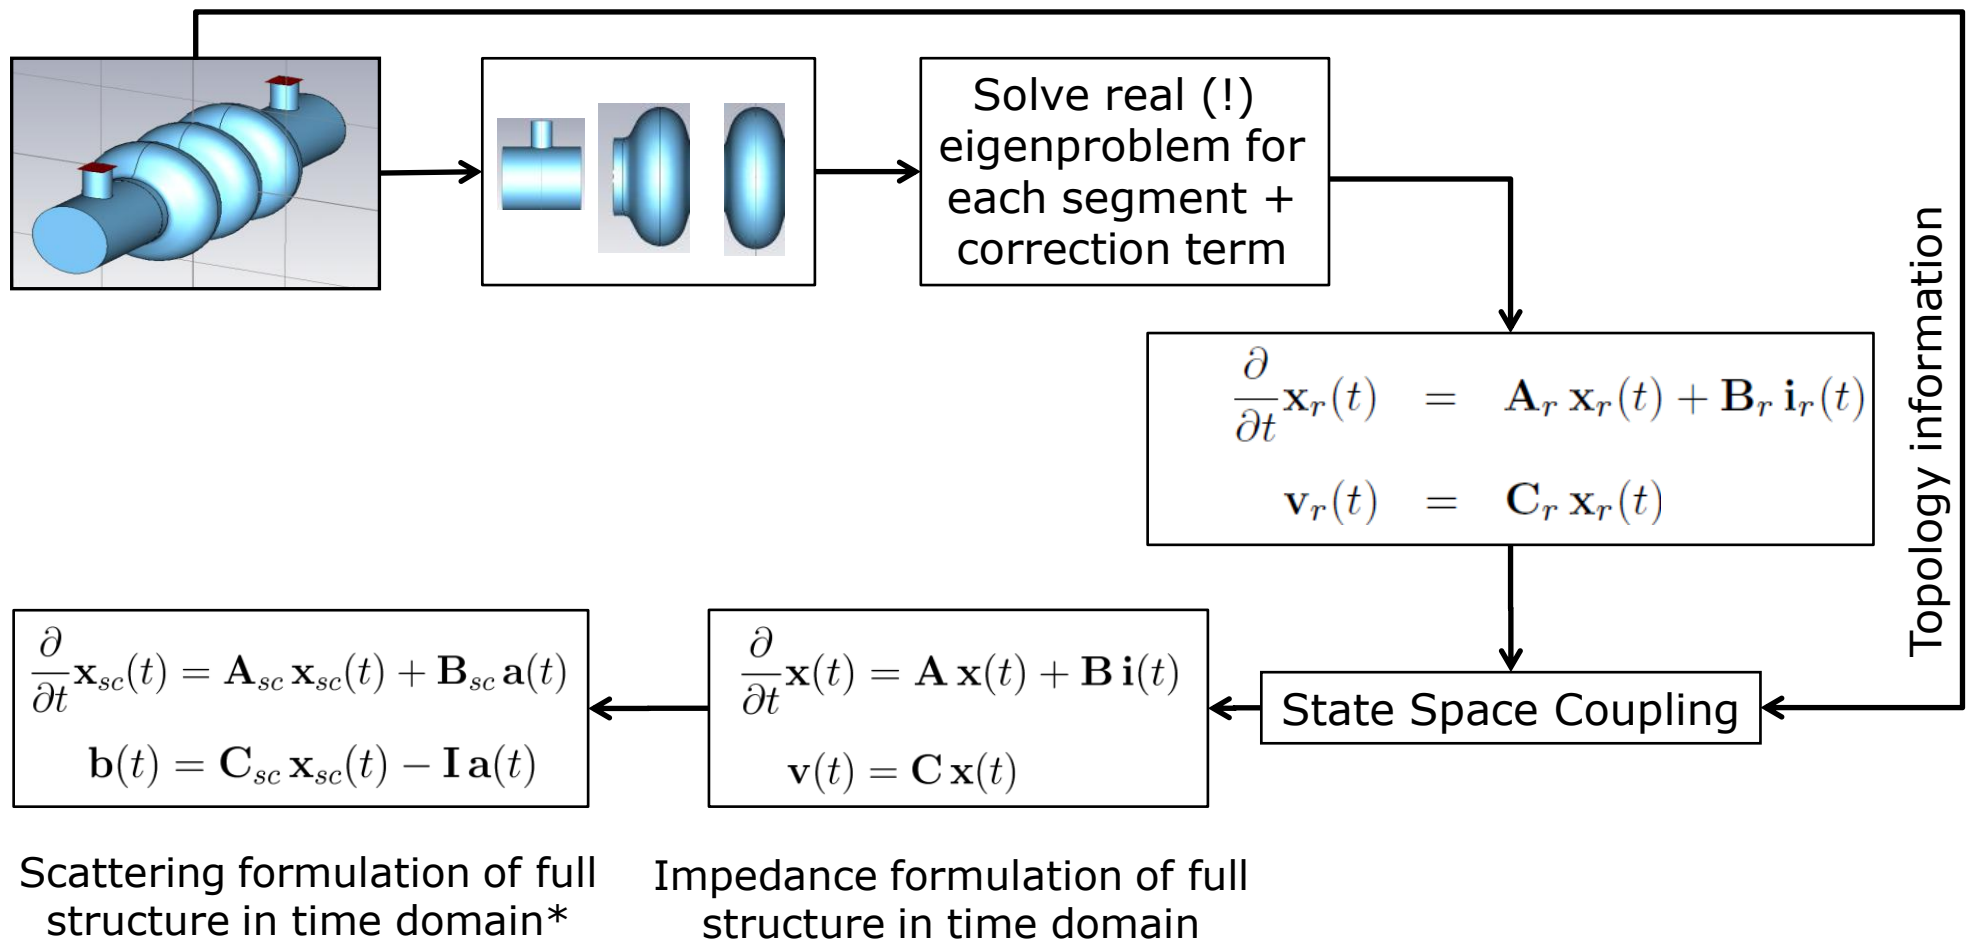 Solve real (!)
eigenproblem for
each segment +
correction term
Topology information
∂/∂t x_r(t) = A_r x_r(t) + B_r i_r(t)
v_r(t) = C_r x_r(t)
State Space Coupling
∂/∂t x(t) = A x(t) + B i(t)
v(t) = C x(t)
Impedance formulation of full
structure in time domain
∂/∂t x_sc(t) = A_sc x_sc(t) + B_sc a(t)
b(t) = C_sc x_sc(t) − I a(t)
Scattering formulation of full
structure in time domain*